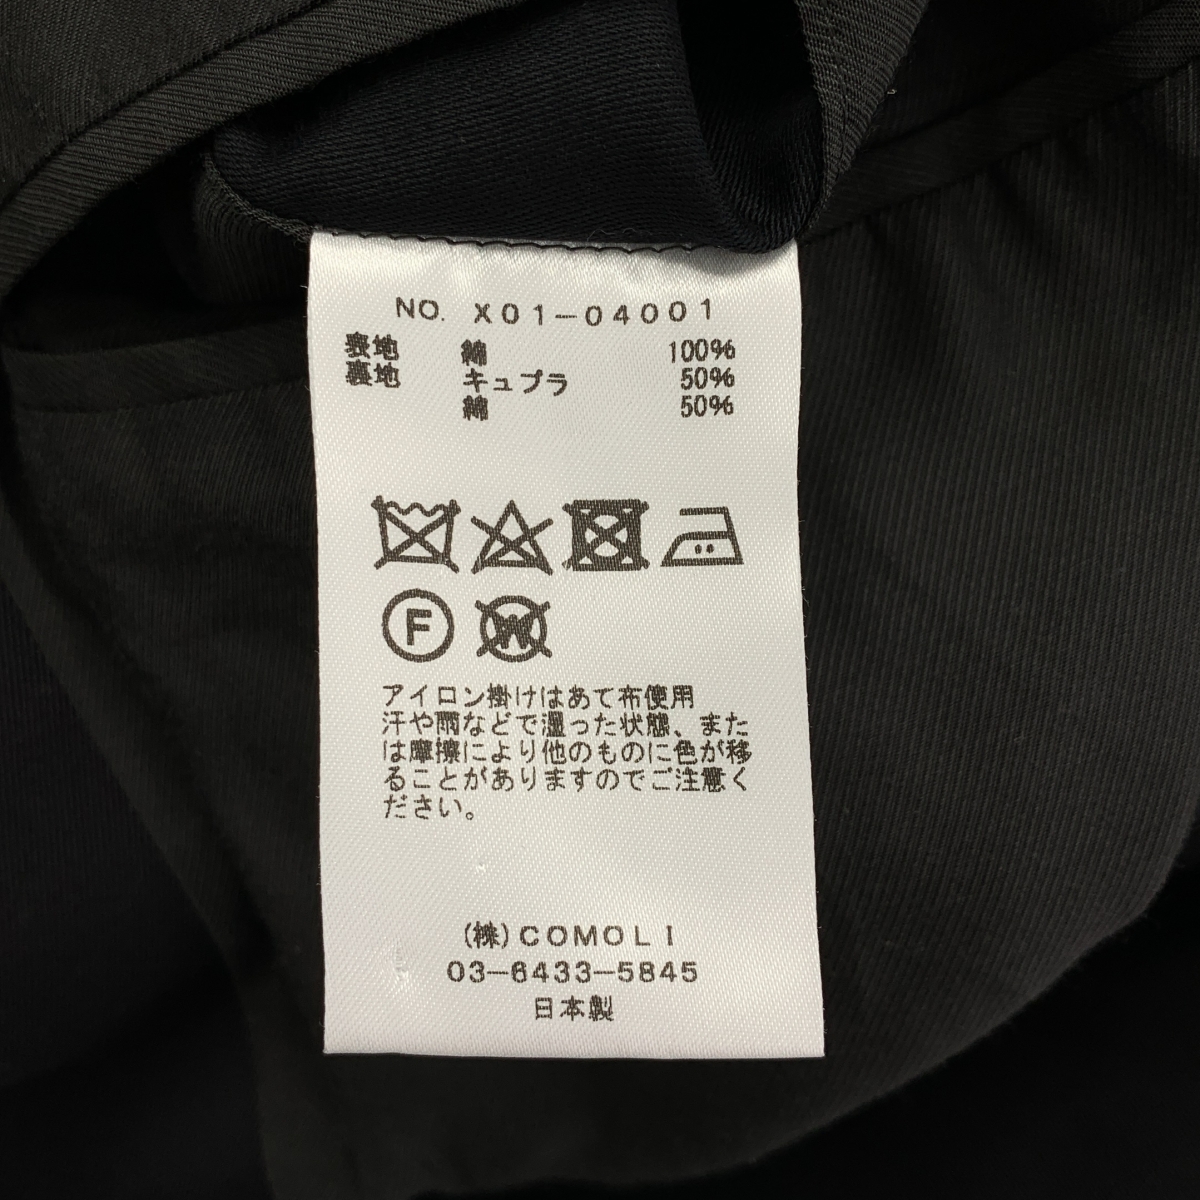 NO. X01-04001
表地 綿 100%
裏地 キュプラ 50%
綿 50%
F W
アイロン掛けはあて布使用
汗や雨などで湿った状態、また
は摩擦により他のものに色が移
ることがありますのでご注意く
ださい。
(株)COMOLI
03-6433-5845
日本製